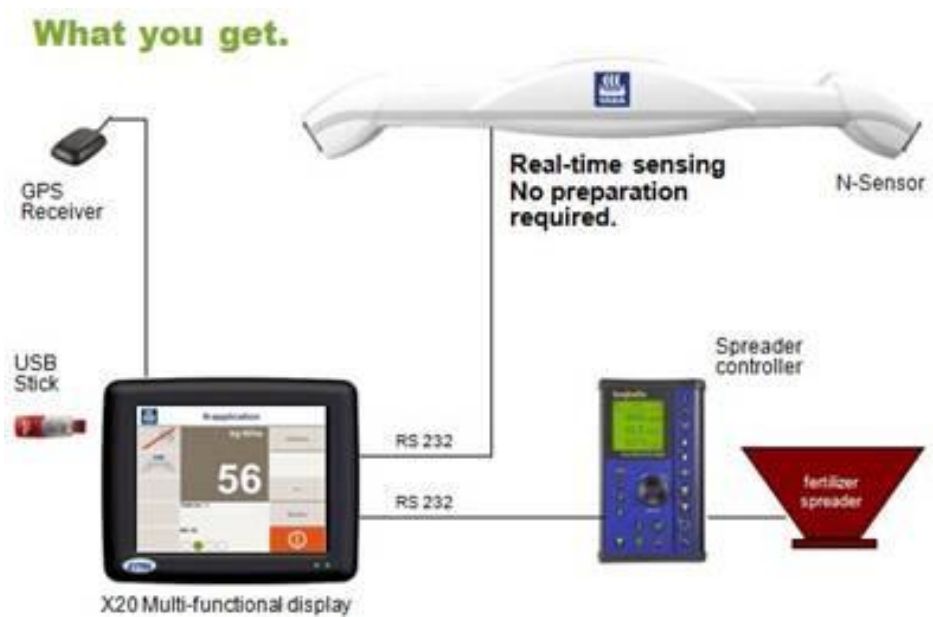 What you get.
GPS
Receiver
Real-time sensing
No preparation
required.
N-Sensor
USB
Stick
Spreader
controller
N-application
kg N/ha
56
RS 232
RS 232
fertilizer
spreader
X20 Multi-functional display